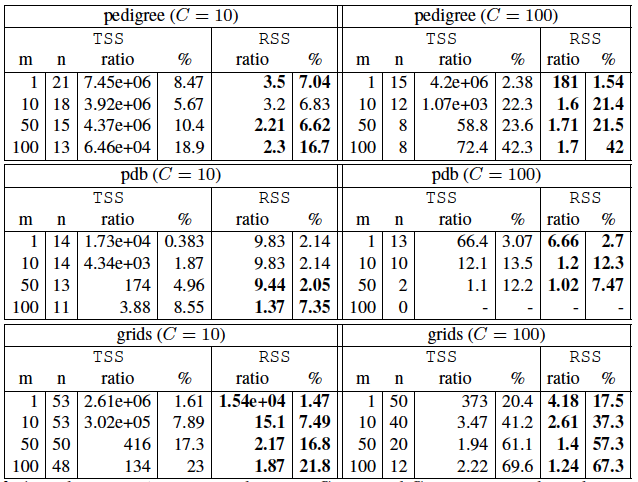 pedigree (C = 10) pedigree (C = 100)
TSS RSS TSS RSS
m n ratio % ratio % m n ratio % ratio %
1 21 7.45e+06 8.47 3.5 7.04 1 15 4.2e+06 2.38 181 1.54
10 18 3.92e+06 5.67 3.2 6.83 10 12 1.07e+03 22.3 1.6 21.4
50 15 4.37e+06 10.4 2.21 6.62 50 8 58.8 23.6 1.71 21.5
100 13 6.46e+04 18.9 2.3 16.7 100 8 72.4 42.3 1.7 42
pdb (C = 10) pdb (C = 100)
TSS RSS TSS RSS
m n ratio % ratio % m n ratio % ratio %
1 14 1.73e+04 0.383 9.83 2.14 1 13 66.4 3.07 6.66 2.7
10 14 4.34e+03 1.87 9.83 2.14 10 10 12.1 13.5 1.2 12.3
50 13 174 4.96 9.44 2.05 50 2 1.1 12.2 1.02 7.47
100 11 3.88 8.55 1.37 7.35 100 0 - - - -
grids (C = 10) grids (C = 100)
TSS RSS TSS RSS
m n ratio % ratio % m n ratio % ratio %
1 53 2.61e+06 1.61 1.54e+04 1.47 1 50 373 20.4 4.18 17.5
10 53 3.02e+05 7.89 15.1 7.49 10 40 3.47 41.2 2.61 37.3
50 50 416 17.3 2.17 16.8 50 20 1.94 61.1 1.4 57.3
100 48 134 23 1.87 21.8 100 12 2.22 69.6 1.24 67.3